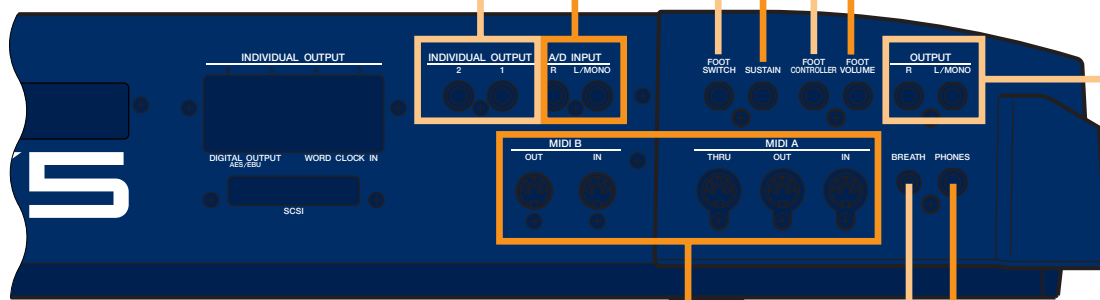 INDIVIDUAL OUTPUT
INDIVIDUAL OUTPUT
2 1
A/D INPUT
R L/MONO
FOOT SWITCH
SUSTAIN
FOOT CONTROLLER
FOOT VOLUME
OUTPUT
R L/MONO
DIGITAL OUTPUT
AES/EBU
WORD CLOCK IN
SCSI
MIDI B
OUT IN
MIDI A
THRU OUT IN
BREATH PHONES
5